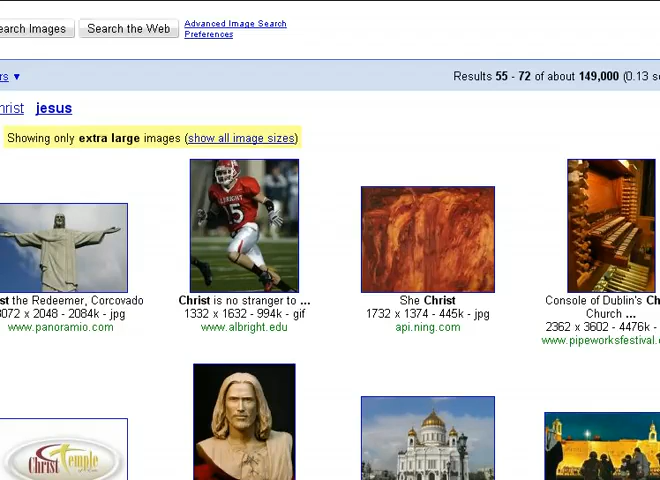 earch Images
Search the Web
Advanced Image Search
Preferences
rs ▼
Results 55 - 72 of about 149,000 (0.13 se
hrist jesus
Showing only extra large images (show all image sizes)
ALBRIGHT
15
st the Redeemer, Corcovado
3072 x 2048 - 2084k - jpg
www.panoramio.com
Christ is no stranger to ...
1332 x 1632 - 994k - gif
www.albright.edu
She Christ
1732 x 1374 - 445k - jpg
api.ning.com
Console of Dublin's Ch
Church ...
2362 x 3602 - 4476k -
www.pipeworksfestival.c
Christ Temple